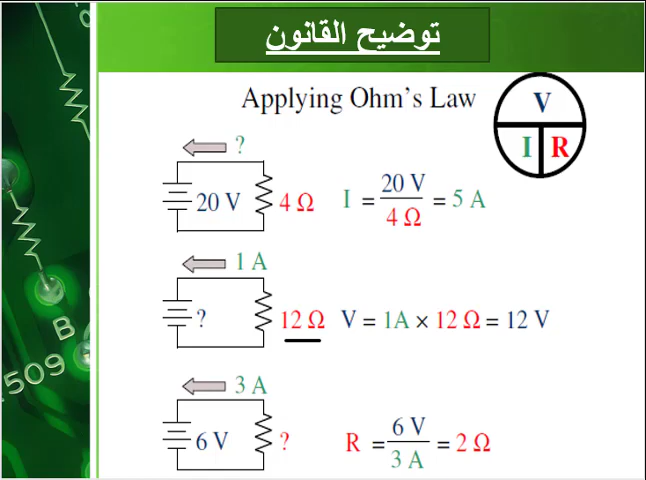 توضيح القانون
Applying Ohm's Law
V
I R
?
20 V 4 Ω I = 20 V / 4 Ω = 5 A
1 A
? 12 Ω V = 1A × 12 Ω = 12 V
3 A
6 V ? R = 6 V / 3 A = 2 Ω
B
509